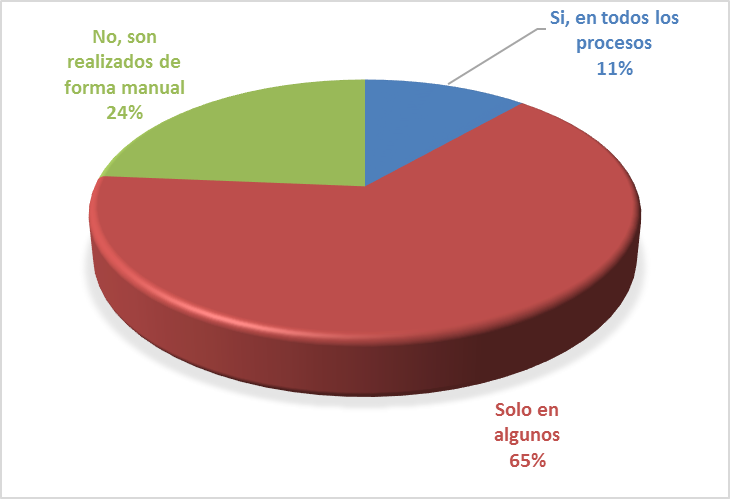 No, son
realizados de
forma manual
24%
Si, en todos los
procesos
11%
Solo en
algunos
65%